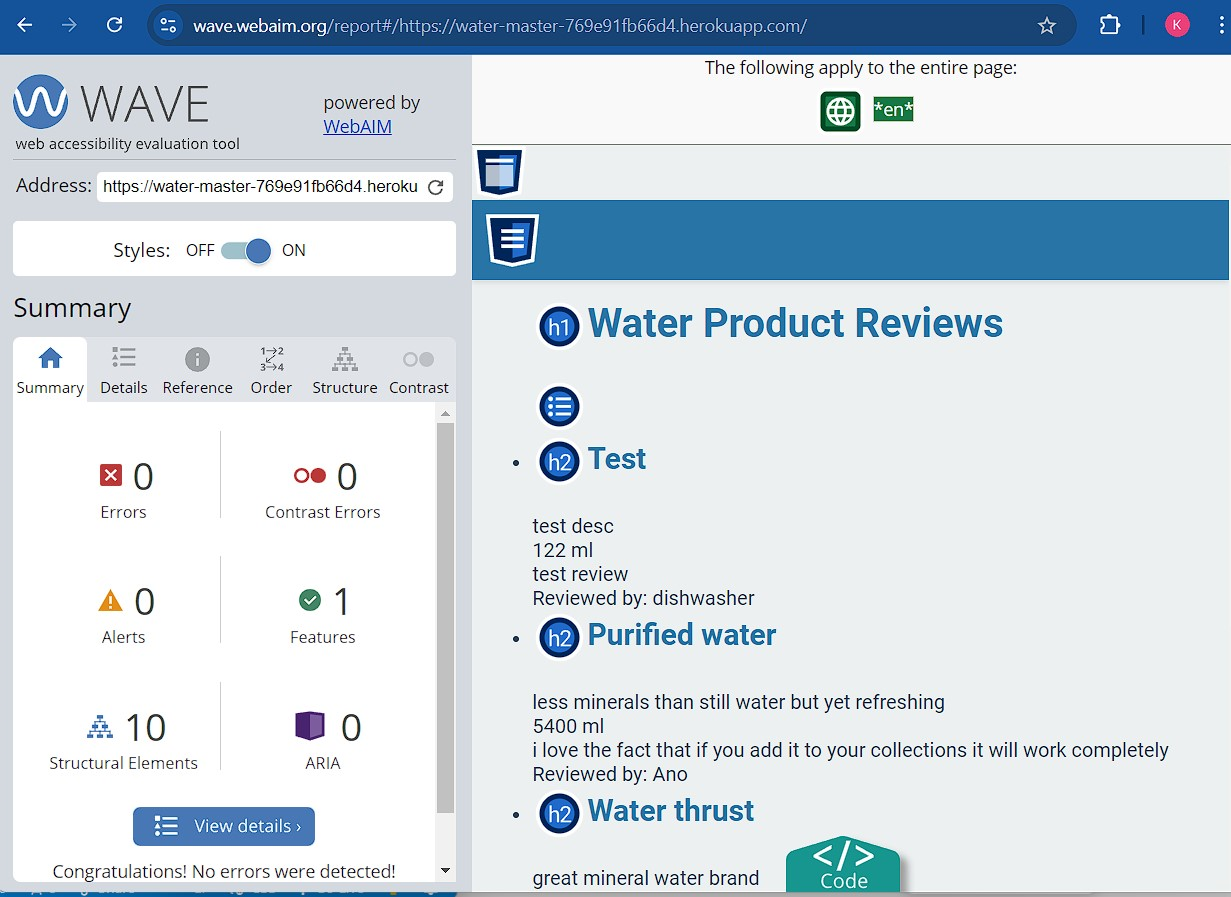 wave.webaim.org/report#/https://water-master-769e91fb66d4.herokuapp.com/
K
WAVE
web accessibility evaluation tool
powered by
WebAIM
Address: https://water-master-769e91fb66d4.heroku
Styles: OFF ON
Summary
Summary
Details
Reference
1 2
3 4
Order
Structure
Contrast
0
Errors
0
Contrast Errors
0
Alerts
1
Features
10
Structural Elements
0
ARIA
View details ›
Congratulations! No errors were detected!
The following apply to the entire page:
*en*
h1 Water Product Reviews
h2 Test
test desc
122 ml
test review
Reviewed by: dishwasher
h2 Purified water
less minerals than still water but yet refreshing
5400 ml
i love the fact that if you add it to your collections it will work completely
Reviewed by: Ano
h2 Water thrust
great mineral water brand
</> 
Code